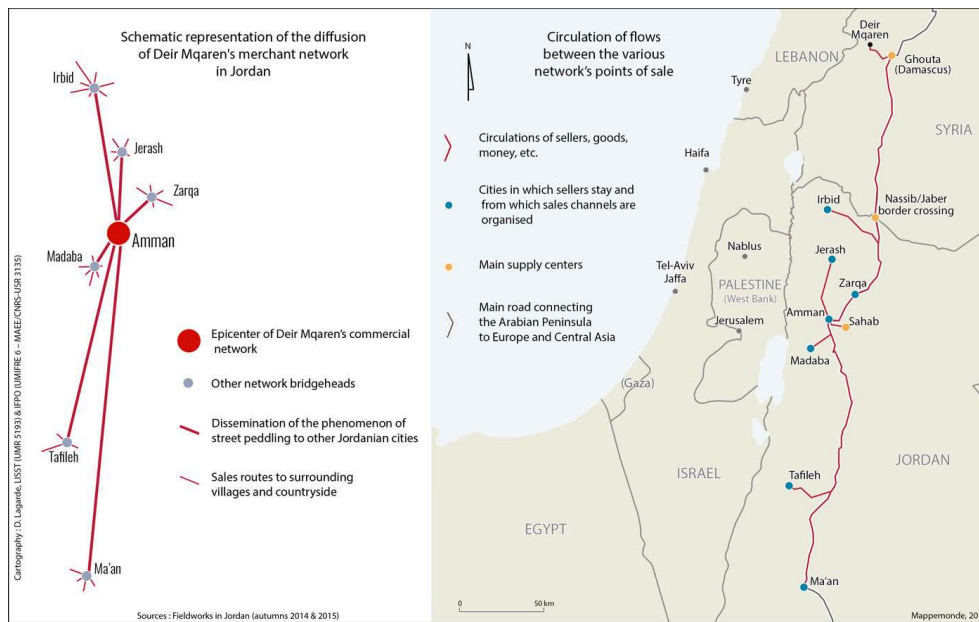 Schematic representation of the diffusion
of Deir Mqaren's merchant network
in Jordan
Irbid
Jerash
Zarqa
Amman
Madaba
Tafileh
Ma'an
Epicenter of Deir Mqaren's commercial
network
Other network bridgeheads
Dissemination of the phenomenon of
street peddling to other Jordanian cities
Sales routes to surrounding
villages and countryside
Cartography : D. Lagarde, LISST (UMR 5193) & IFPO (UMIFRE 6 – MAEE/CNRS-USR 3135)
Sources : Fieldworks in Jordan (autumns 2014 & 2015)
Circulation of flows
between the various
network's points of sale
N
Circulations of sellers, goods,
money, etc.
Cities in which sellers stay and
from which sales channels are
organised
Main supply centers
Main road connecting
the Arabian Peninsula
to Europe and Central Asia
Deir
Mqaren
LEBANON
Ghouta
(Damascus)
Tyre
SYRIA
Haifa
Nassib/Jaber
border crossing
Irbid
Jerash
Nablus
Zarqa
Tel-Aviv
Jaffa
PALESTINE
(West Bank)
Amman
Sahab
Jerusalem
Madaba
(Gaza)
ISRAEL
Tafileh
JORDAN
EGYPT
Ma'an
0
50 km
Mappemonde, 20